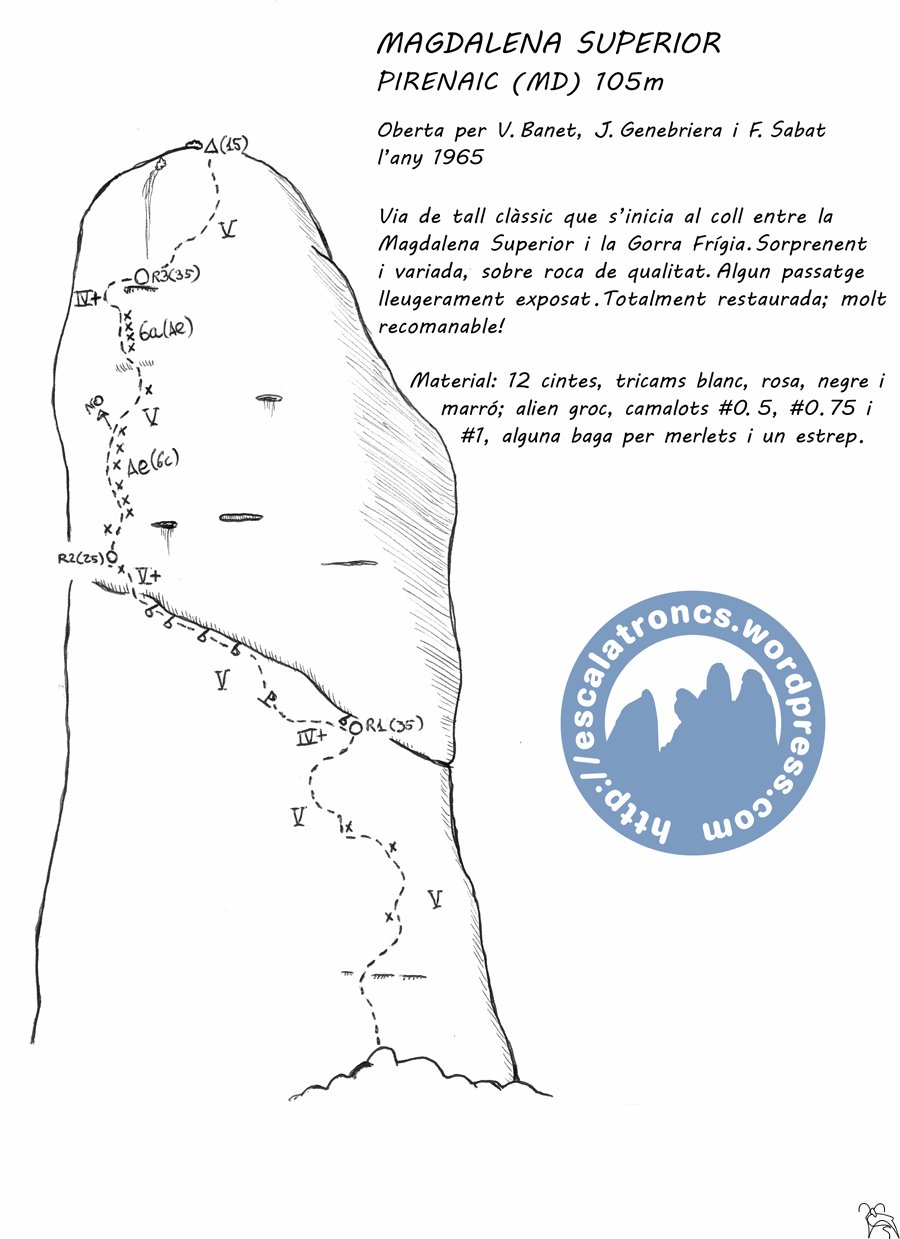 MAGDALENA SUPERIOR
PIRENAIC (MD) 105m
Oberta per V. Banet, J. Genebriera i F. Sabat
l'any 1965
Via de tall clàssic que s'inicia al coll entre la
Magdalena Superior i la Gorra Frígia. Sorprenent
i variada, sobre roca de qualitat. Algun passatge
lleugerament exposat. Totalment restaurada; molt
recomanable!
Material: 12 cintes, tricams blanc, rosa, negre i
marró; alien groc, camalots #0.5, #0.75 i
#1, alguna baga per merlets i un estrep.
Δ(15)
V
R3(35)
IV+
6a(Ae)
NO
V
Ae(6c)
R2(25)
V+
V
P
R1(35)
IV+
V
V
http://escalatroncs.wordpress.com